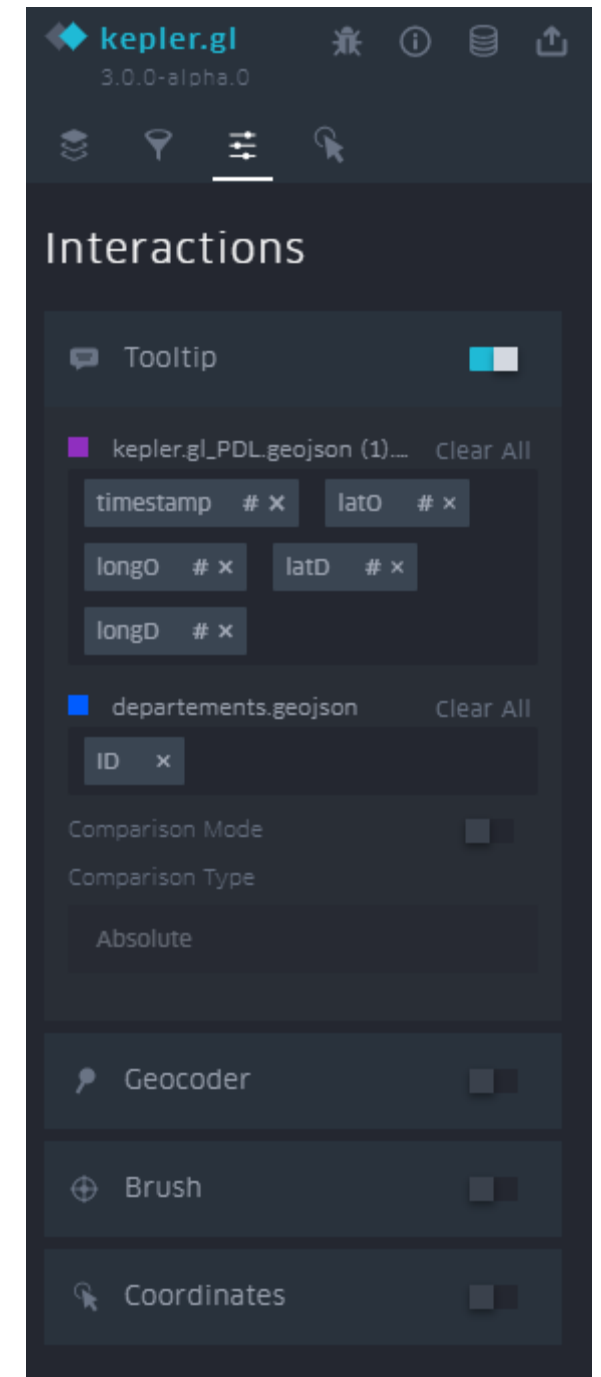 kepler.gl
3.0.0-alpha.0
Interactions
Tooltip
kepler.gl_PDL.geojson (1).... Clear All
timestamp # × latO # ×
longO # × latD # ×
longD # ×
departements.geojson Clear All
ID ×
Comparison Mode
Comparison Type
Absolute
Geocoder
Brush
Coordinates